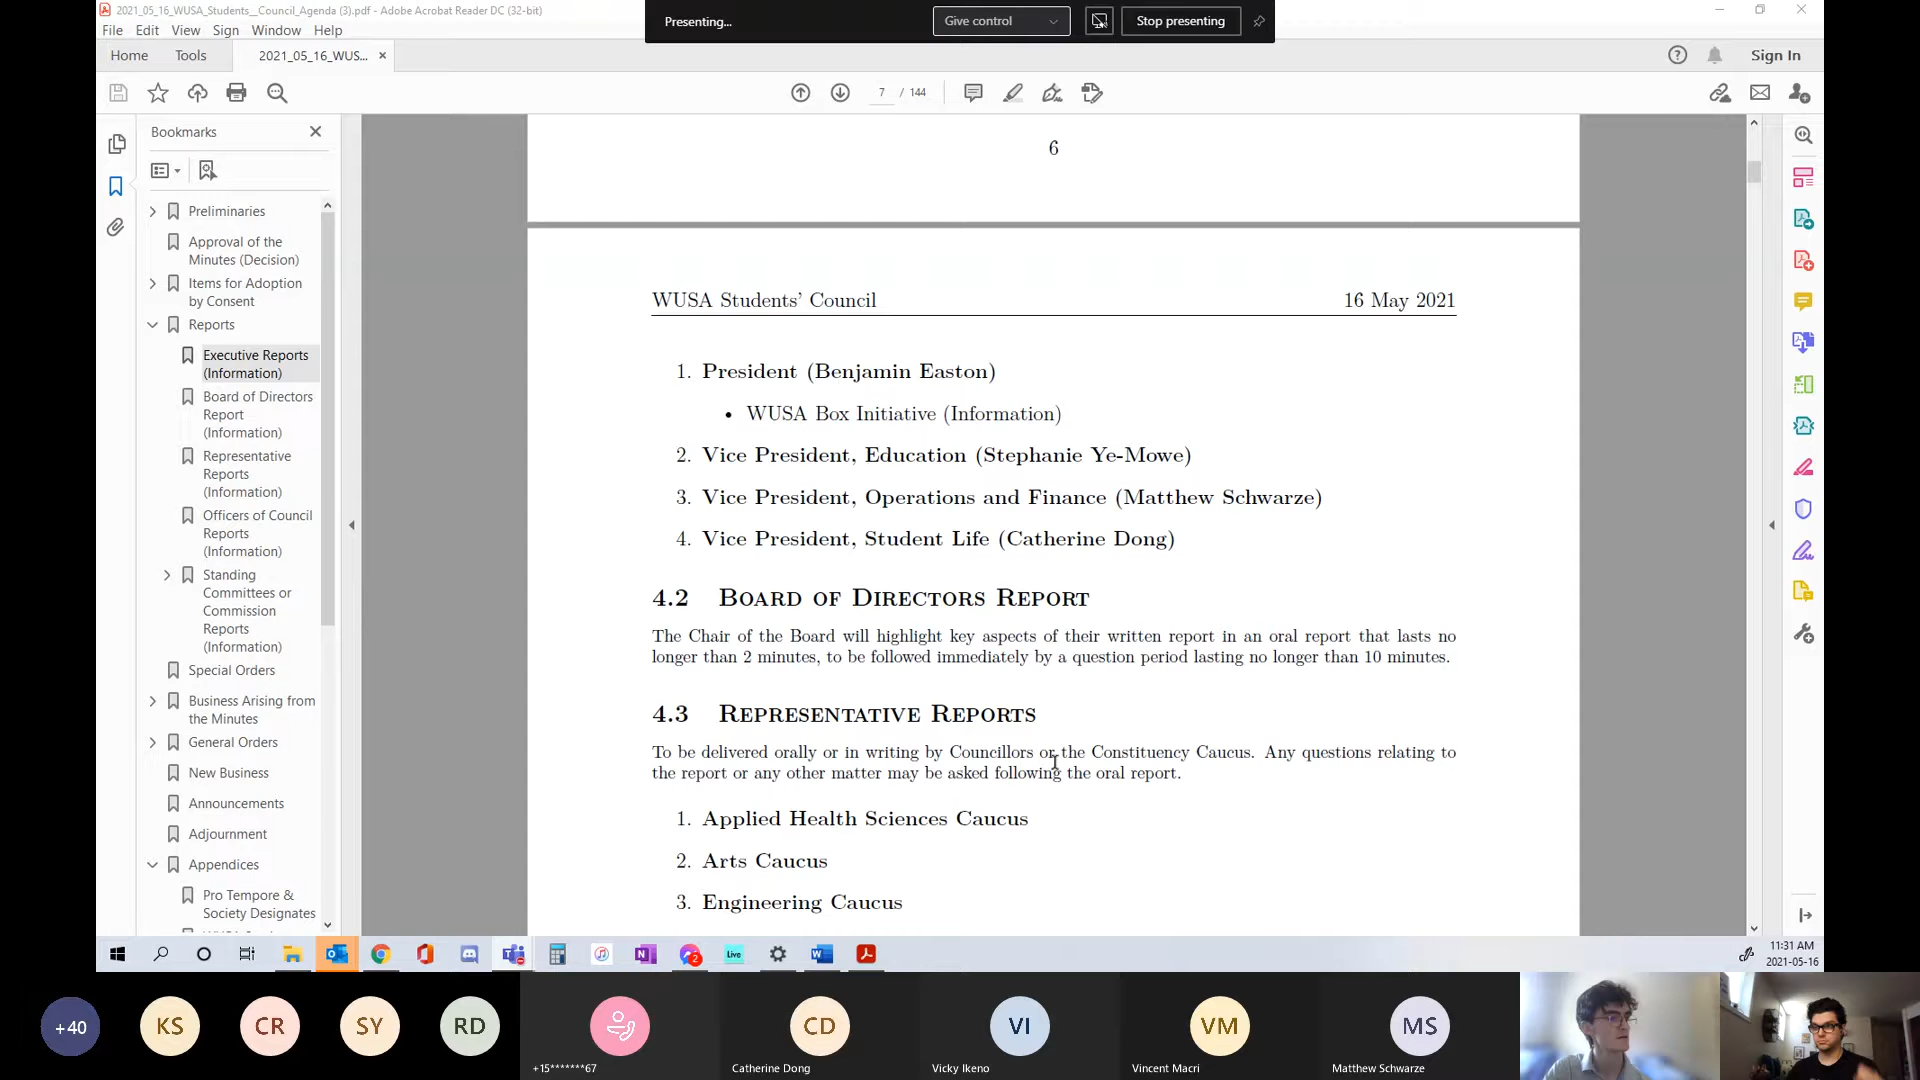 2021_05_16_WUSA_Students__Council_Agenda (3).pdf - Adobe Acrobat Reader DC (32-bit)
Presenting...
Give control
Stop presenting
File Edit View Sign Window Help
Home Tools 2021_05_16_WUS... ×
Sign In
7 / 144
Bookmarks
Preliminaries
Approval of the
Minutes (Decision)
Items for Adoption
by Consent
Reports
Executive Reports
(Information)
Board of Directors
Report
(Information)
Representative
Reports
(Information)
Officers of Council
Reports
(Information)
Standing
Committees or
Commission
Reports
(Information)
Special Orders
Business Arising from
the Minutes
General Orders
New Business
Announcements
Adjournment
Appendices
Pro Tempore &
Society Designates
6
WUSA Students' Council 16 May 2021
1. President (Benjamin Easton)
• WUSA Box Initiative (Information)
2. Vice President, Education (Stephanie Ye-Mowe)
3. Vice President, Operations and Finance (Matthew Schwarze)
4. Vice President, Student Life (Catherine Dong)
4.2 Board of Directors Report
The Chair of the Board will highlight key aspects of their written report in an oral report that lasts no
longer than 2 minutes, to be followed immediately by a question period lasting no longer than 10 minutes.
4.3 Representative Reports
To be delivered orally or in writing by Councillors or the Constituency Caucus. Any questions relating to
the report or any other matter may be asked following the oral report.
1. Applied Health Sciences Caucus
2. Arts Caucus
3. Engineering Caucus
2
Live
11:31 AM
2021-05-16
+40
KS
CR
SY
RD
+15*******67
CD
Catherine Dong
VI
Vicky Ikeno
VM
Vincent Macri
MS
Matthew Schwarze